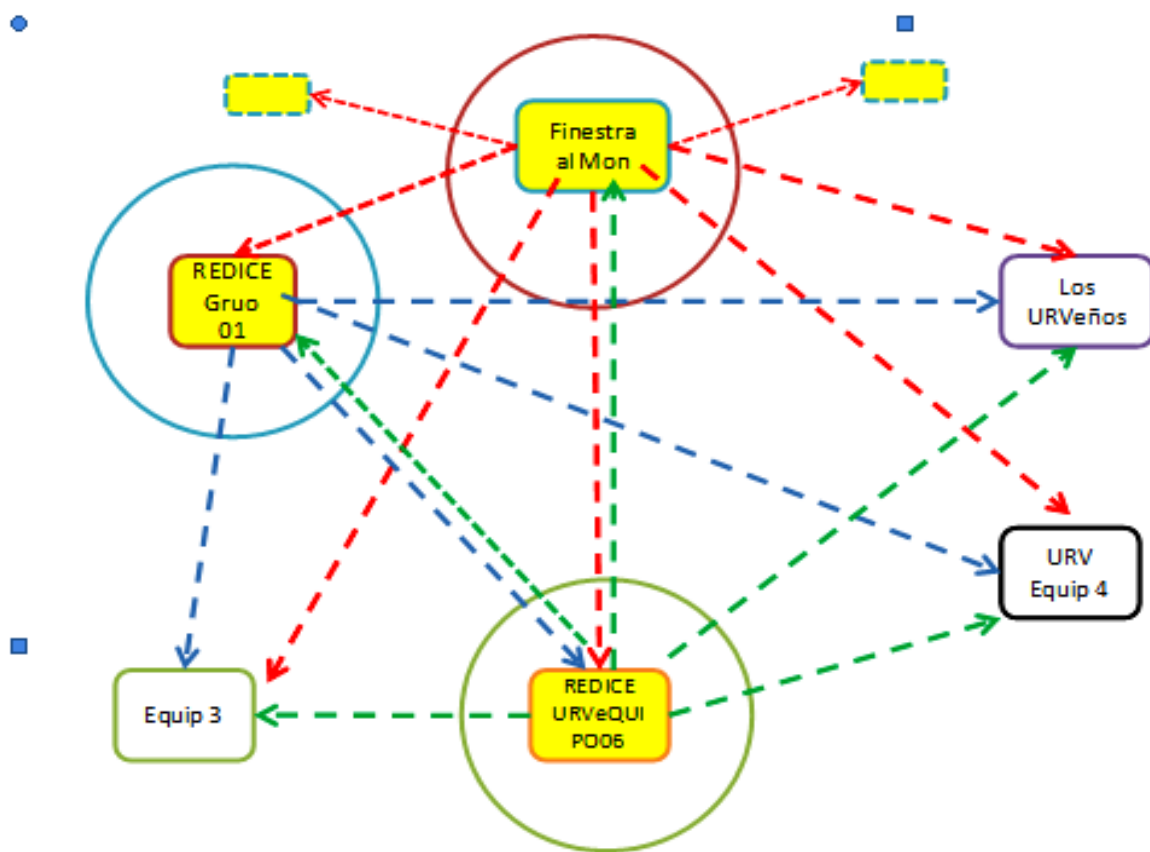 Finestra
al Mon
REDICE
Gruo
01
Los
URVeños
URV
Equip 4
Equip 3
REDICE
URVeQUI
PO06